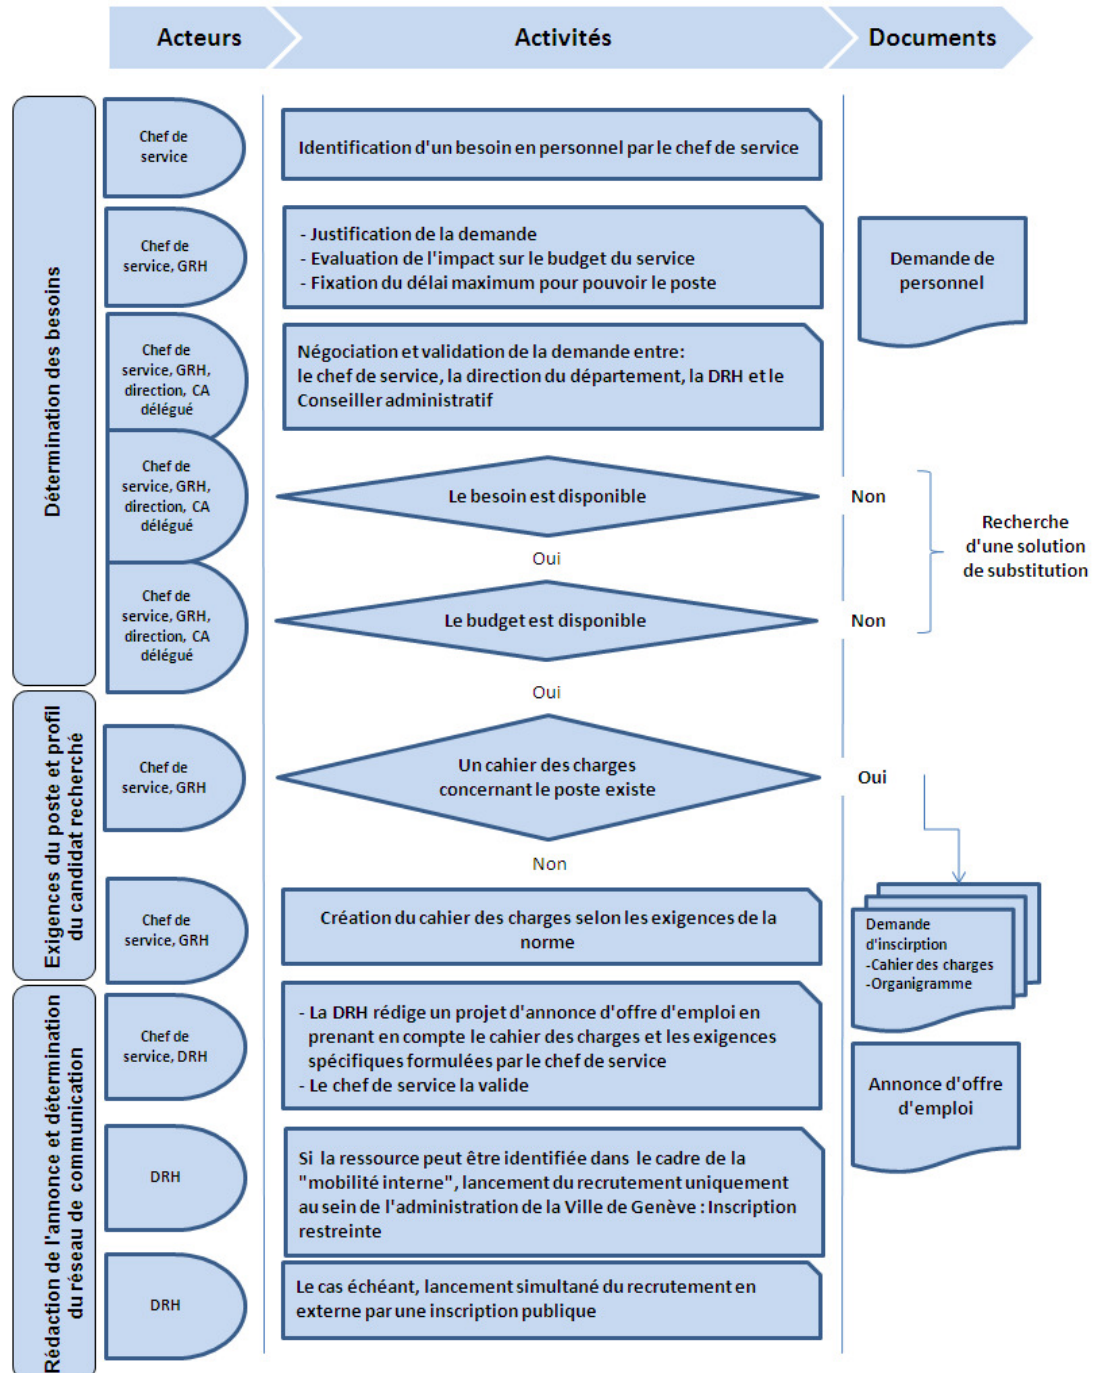 Acteurs
Activités
Documents
Détermination des besoins
Chef de
service
Identification d'un besoin en personnel par le chef de service
Chef de
service, GRH
- Justification de la demande
- Evaluation de l'impact sur le budget du service
- Fixation du délai maximum pour pouvoir le poste
Demande de
personnel
Chef de
service, GRH,
direction, CA
délégué
Négociation et validation de la demande entre:
le chef de service, la direction du département, la DRH et le
Conseiller administratif
Chef de
service, GRH,
direction, CA
délégué
Le besoin est disponible
Non
Oui
Recherche
d'une solution
de substitution
Chef de
service, GRH,
direction, CA
délégué
Le budget est disponible
Non
Oui
Exigences du poste et profil
du candidat recherché
Chef de
service, GRH
Un cahier des charges
concernant le poste existe
Oui
Non
Chef de
service, GRH
Création du cahier des charges selon les exigences de la
norme
Demande
d'inscirption
-Cahier des charges
-Organigramme
Rédaction de l'annonce et détermination
du réseau de communication
Chef de
service, DRH
- La DRH rédige un projet d'annonce d'offre d'emploi en
prenant en compte le cahier des charges et les exigences
spécifiques formulées par le chef de service
- Le chef de service la valide
Annonce d'offre
d'emploi
DRH
Si la ressource peut être identifiée dans le cadre de la
"mobilité interne", lancement du recrutement uniquement
au sein de l'administration de la Ville de Genève : Inscription
restreinte
DRH
Le cas échéant, lancement simultané du recrutement en
externe par une inscription publique